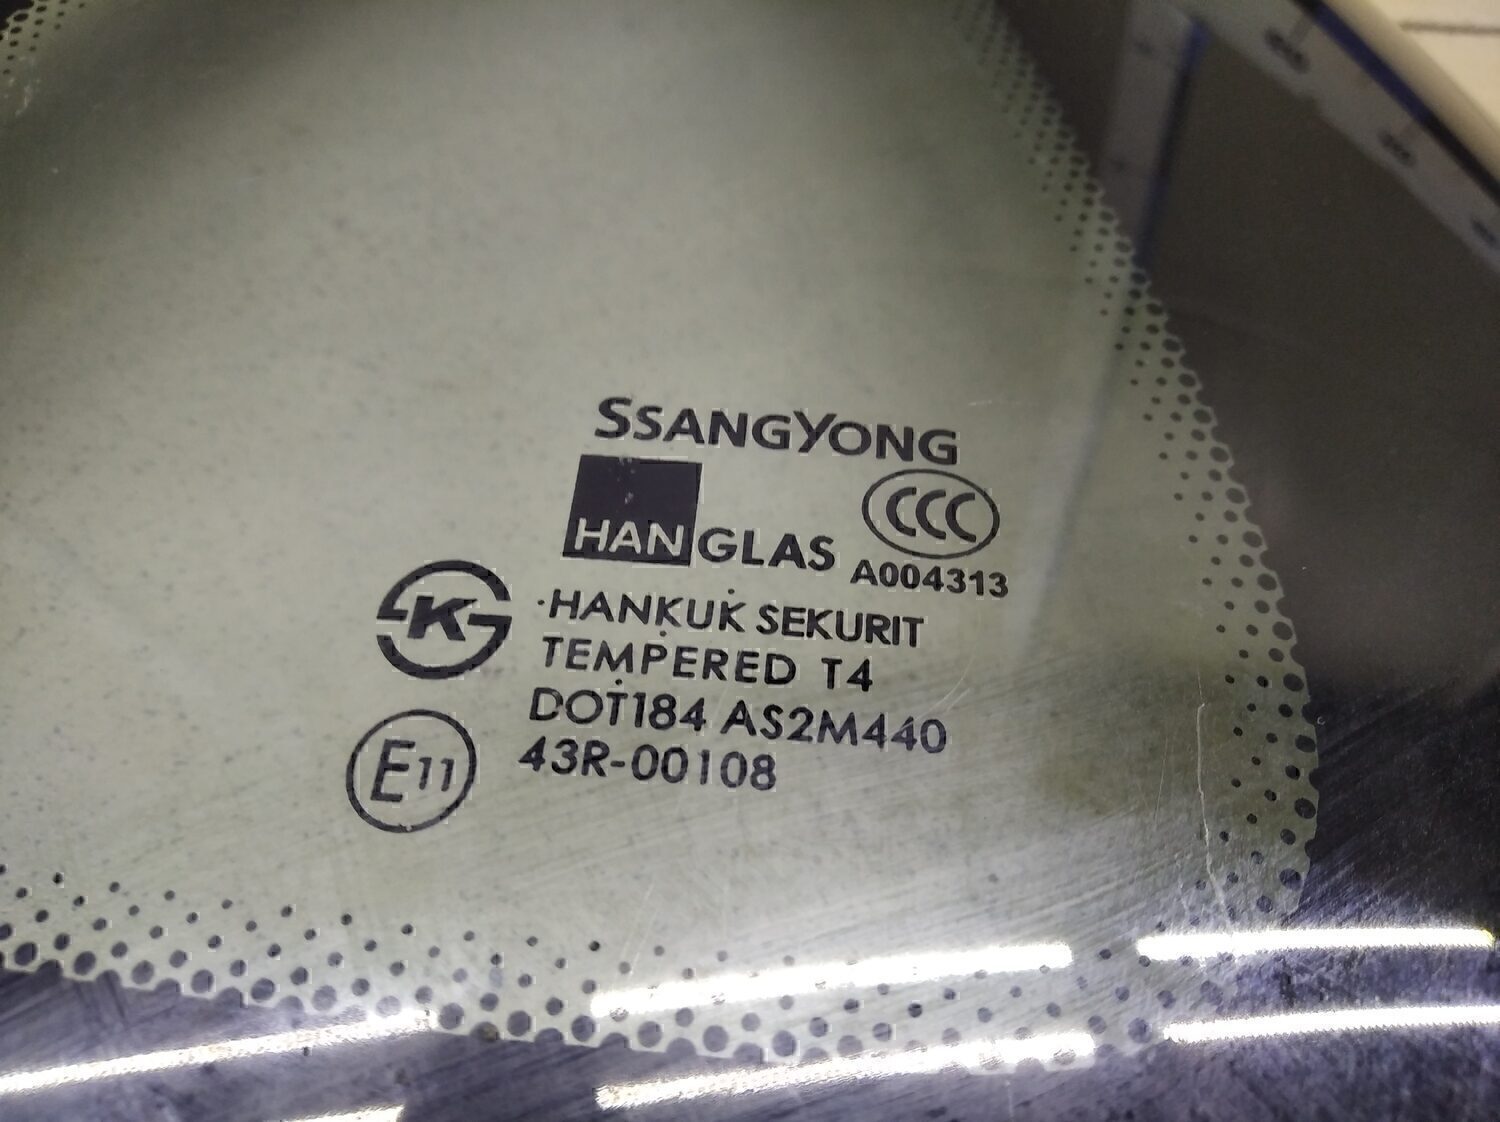 SSANGYONG
HANGLAS
CCC
A004313
K
·HANKUK SEKURIT
TEMPERED T4
DOT184 AS2M440
E11
43R-00108